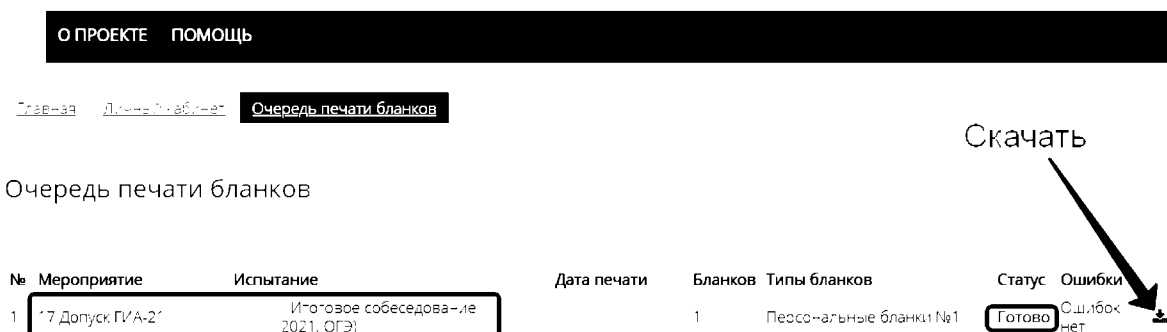 О ПРОЕКТЕ ПОМОЩЬ
Главная Личный кабинет Очередь печати бланков
Скачать
Очередь печати бланков
№ Мероприятие Испытание Дата печати Бланков Типы бланков Статус Ошибки
1 17 Допуск ГИА-21 Итоговое собеседование 1 Персональные бланки №1 Готово Ошибок
2021, ОГЭ) нет